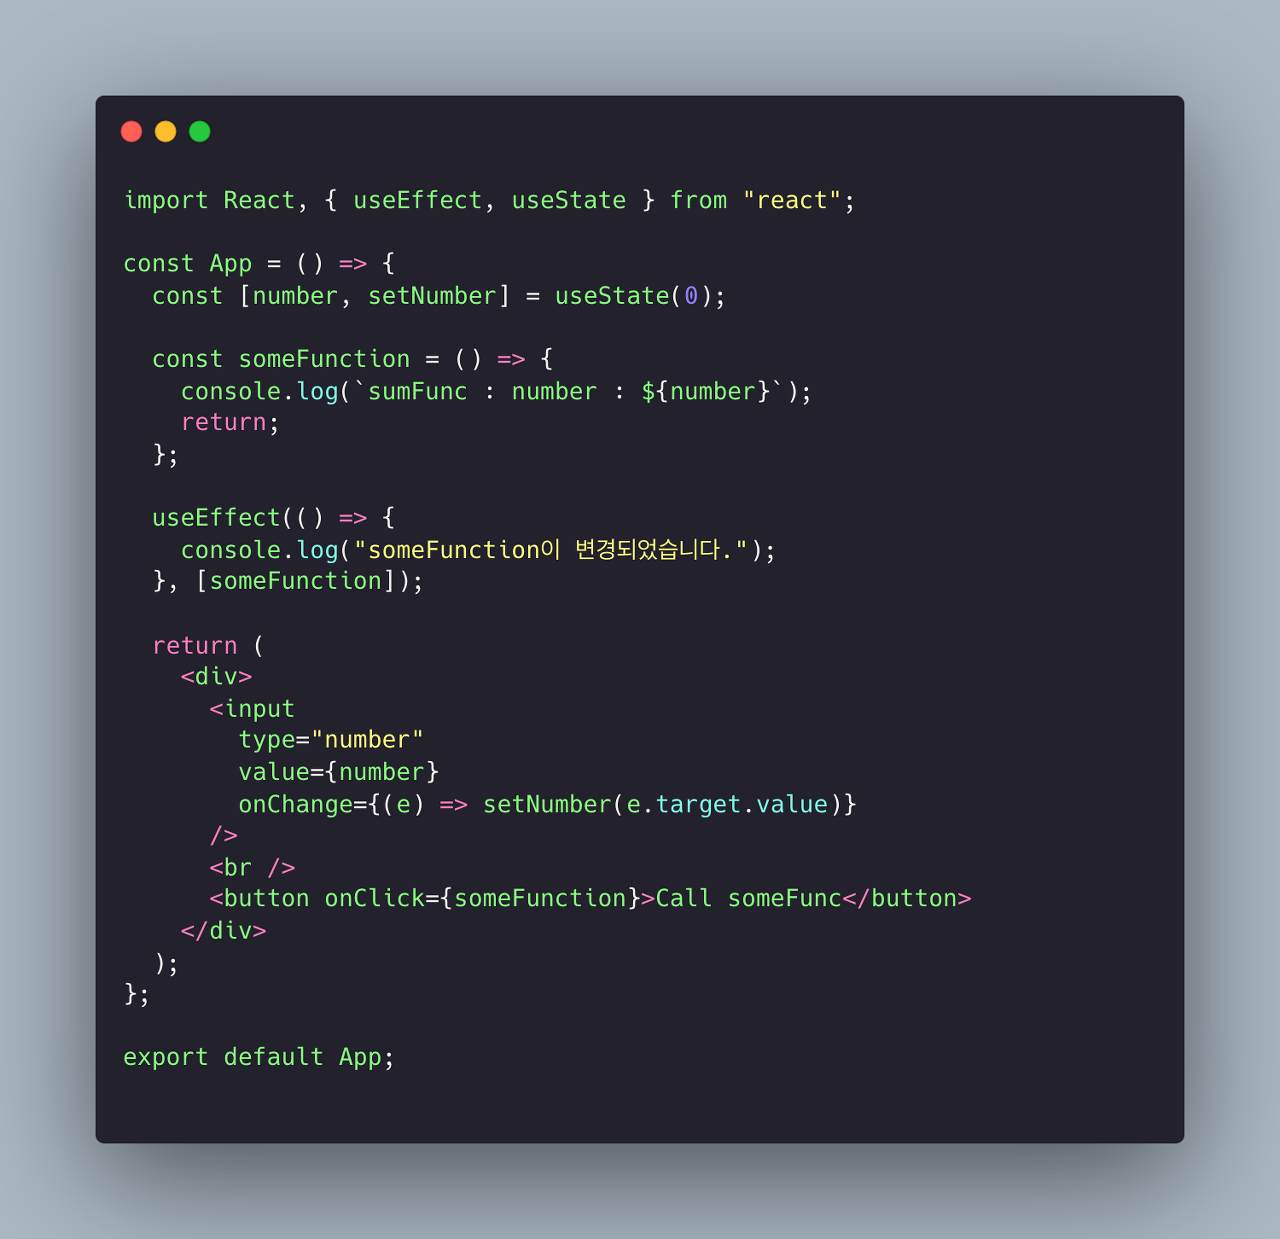 import React, { useEffect, useState } from "react";
const App = () => {
  const [number, setNumber] = useState(0);
  const someFunction = () => {
    console.log(`sumFunc : number : ${number}`);
    return;
  };
  useEffect(() => {
    console.log("someFunction이 변경되었습니다.");
  }, [someFunction]);
  return (
    <div>
      <input
        type="number"
        value={number}
        onChange={(e) => setNumber(e.target.value)}
      />
      <br />
      <button onClick={someFunction}>Call someFunc</button>
    </div>
  );
};
export default App;